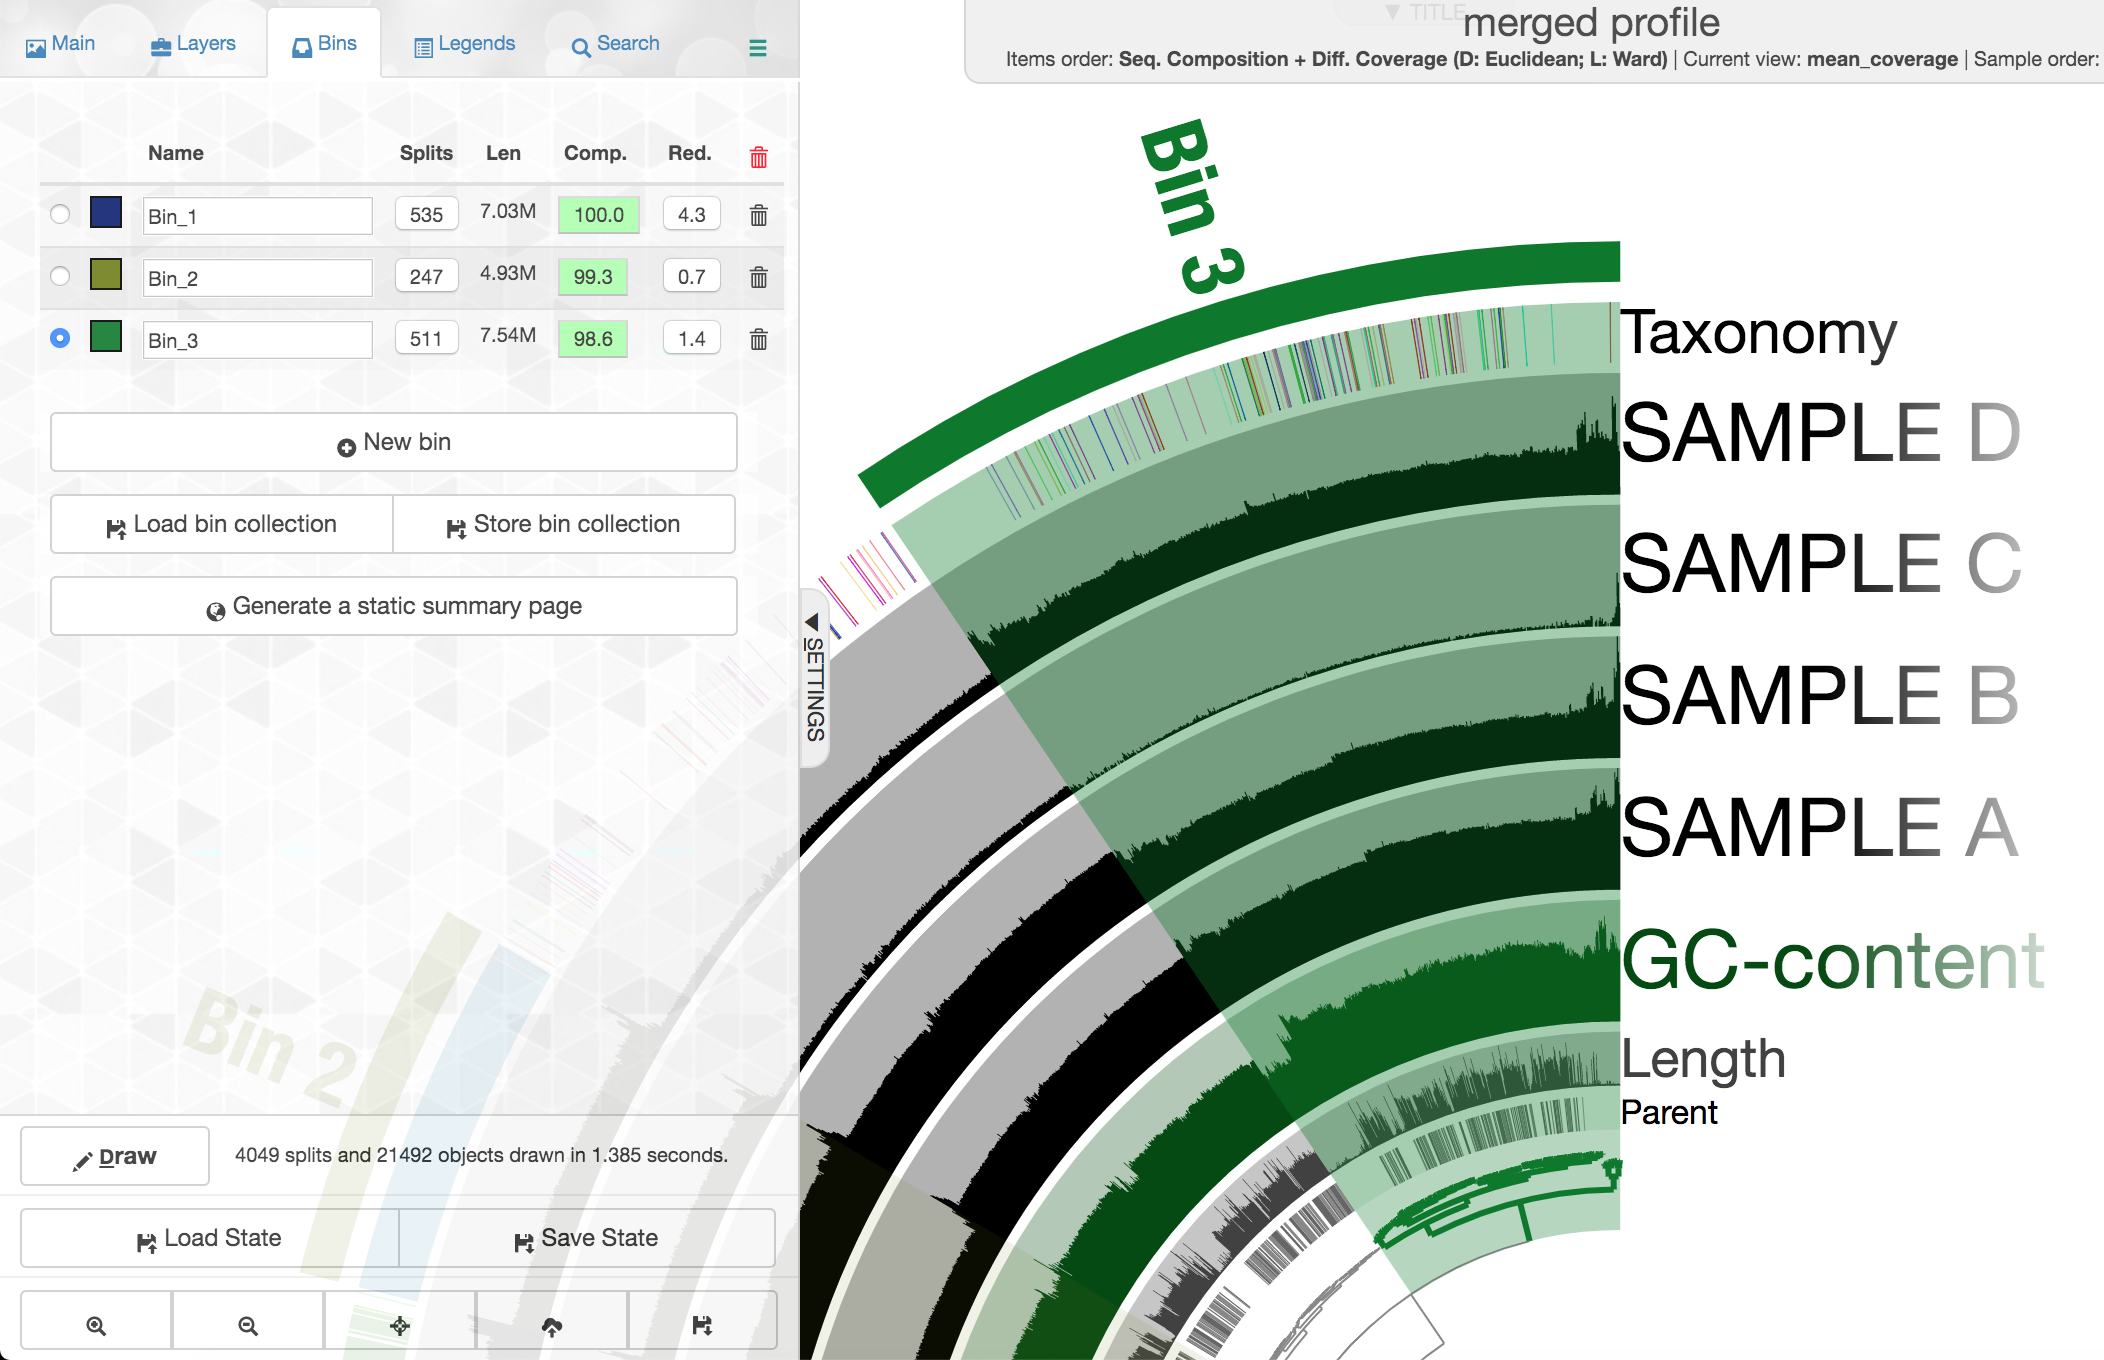 Main Layers Bins Legends Search
▼ TITLE
merged profile
Items order: Seq. Composition + Diff. Coverage (D: Euclidean; L: Ward) | Current view: mean_coverage | Sample order:
Name Splits Len Comp. Red.
Bin_1 535 7.03M 100.0 4.3
Bin_2 247 4.93M 99.3 0.7
Bin_3 511 7.54M 98.6 1.4
New bin
Load bin collection Store bin collection
Generate a static summary page
Bin 2
Draw 4049 splits and 21492 objects drawn in 1.385 seconds.
Load State Save State
SETTINGS
Bin 3
Taxonomy
SAMPLE D
SAMPLE C
SAMPLE B
SAMPLE A
GC-content
Length
Parent